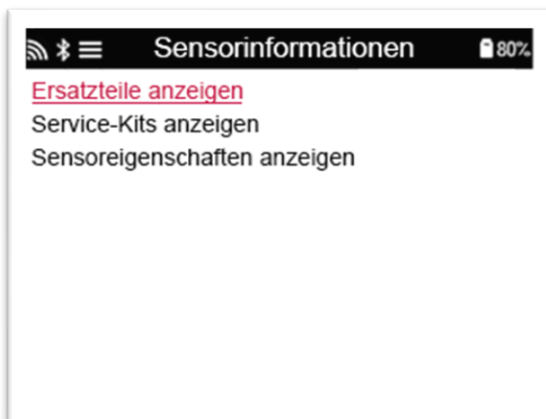 Sensorinformationen 80%
Ersatzteile anzeigen
Service-Kits anzeigen
Sensoreigenschaften anzeigen